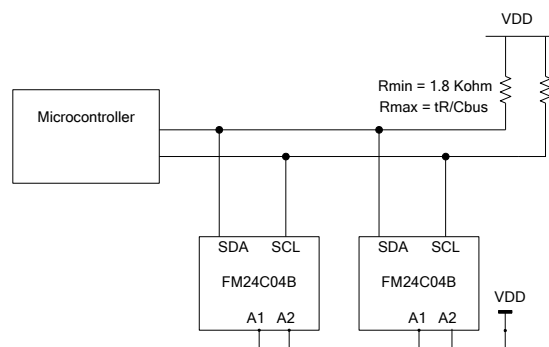 VDD
Rmin = 1.8 Kohm
Rmax = tR/Cbus
Microcontroller
SDA SCL
SDA SCL
FM24C04B
FM24C04B
A1 A2
A1 A2
VDD